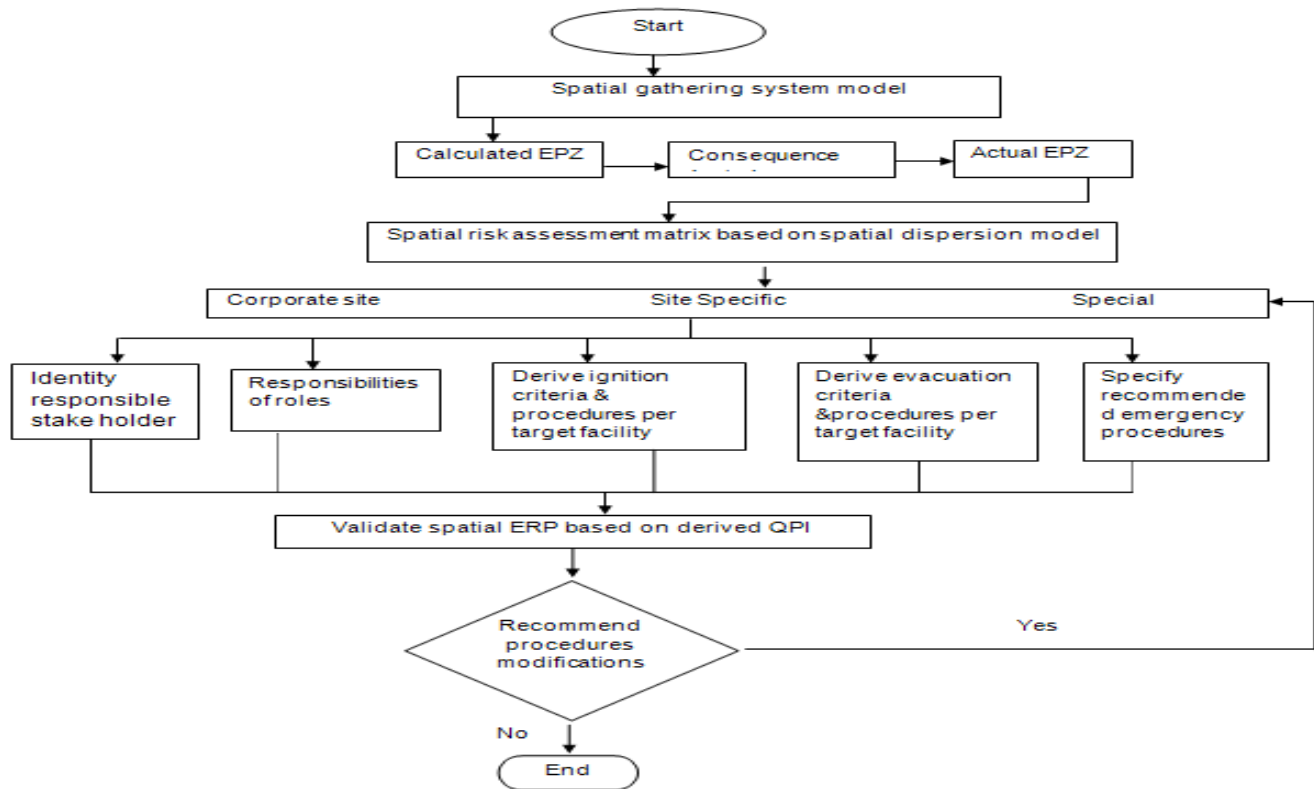 Start
Spatial gathering system model
Calculated EPZ
Consequence
Actual EPZ
Spatial risk assessment matrix based on spatial dispersion model
Corporate site Site Specific Special
Identity
responsible
stake holder
Responsibilities
of roles
Derive ignition
criteria &
procedures per
target facility
Derive evacuation
criteria
&procedures per
target facility
Specify
recommende
d emergency
procedures
Validate spatial ERP based on derived QPI
Recommend
procedures
modifications
Yes
No
End